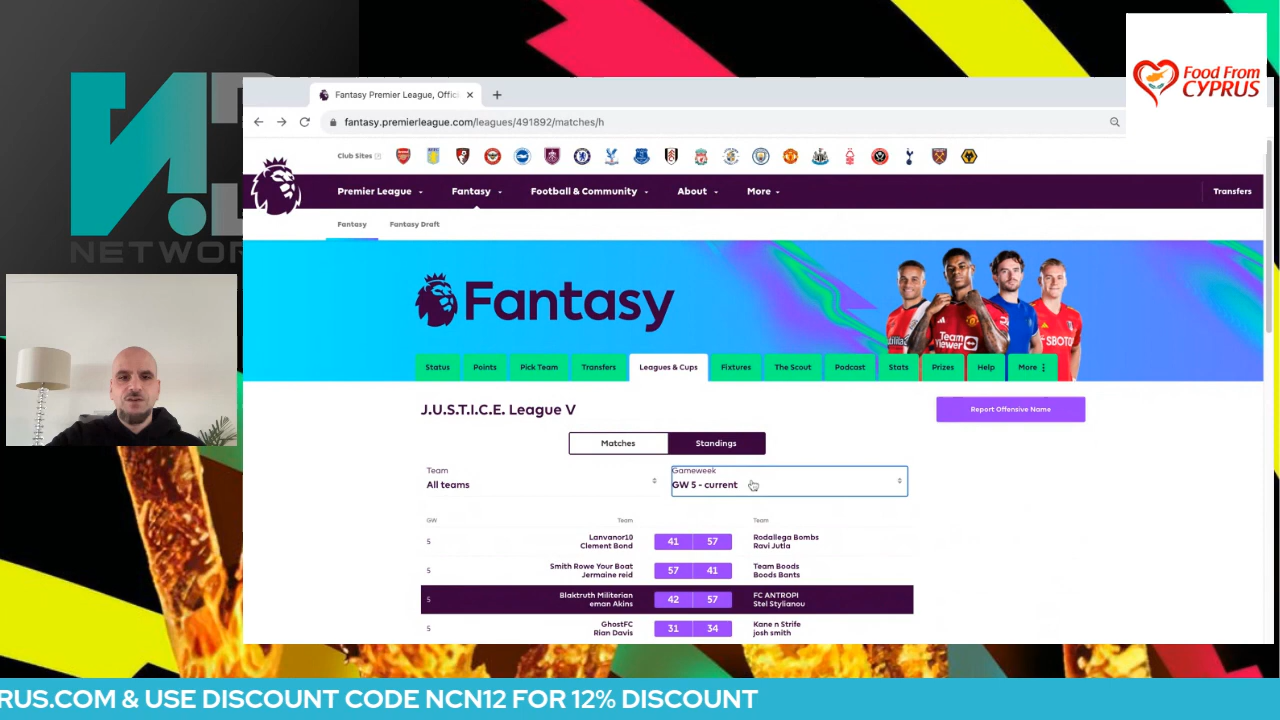 Food From
CYPRUS
NETWOR
Fantasy Premier League, Offic
fantasy.premierleague.com/leagues/491892/matches/h
Club Sites
Premier League Fantasy Football & Community About More Transfers
Fantasy Fantasy Draft
Fantasy
Team
Viewer
SBOTO
Status Points Pick Team Transfers Leagues & Cups Fixtures The Scout Podcast Stats Prizes Help More
J.U.S.T.I.C.E. League V
Report Offensive Name
Matches Standings
Team Gameweek
All teams GW 5 - current
GW Team Team
5 Lanvanor10 41 57 Rodallega Bombs
Clement Bond Ravi Jutla
5 Smith Rowe Your Boat 57 41 Team Boods
Jermaine reid Boods Bants
5 Blaktruth Militerian 42 57 FC ANTROPI
eman Akins Stel Stylianou
5 GhostFC 31 34 Kane n Strife
Rian Davis josh smith
RUS.COM & USE DISCOUNT CODE NCN12 FOR 12% DISCOUNT